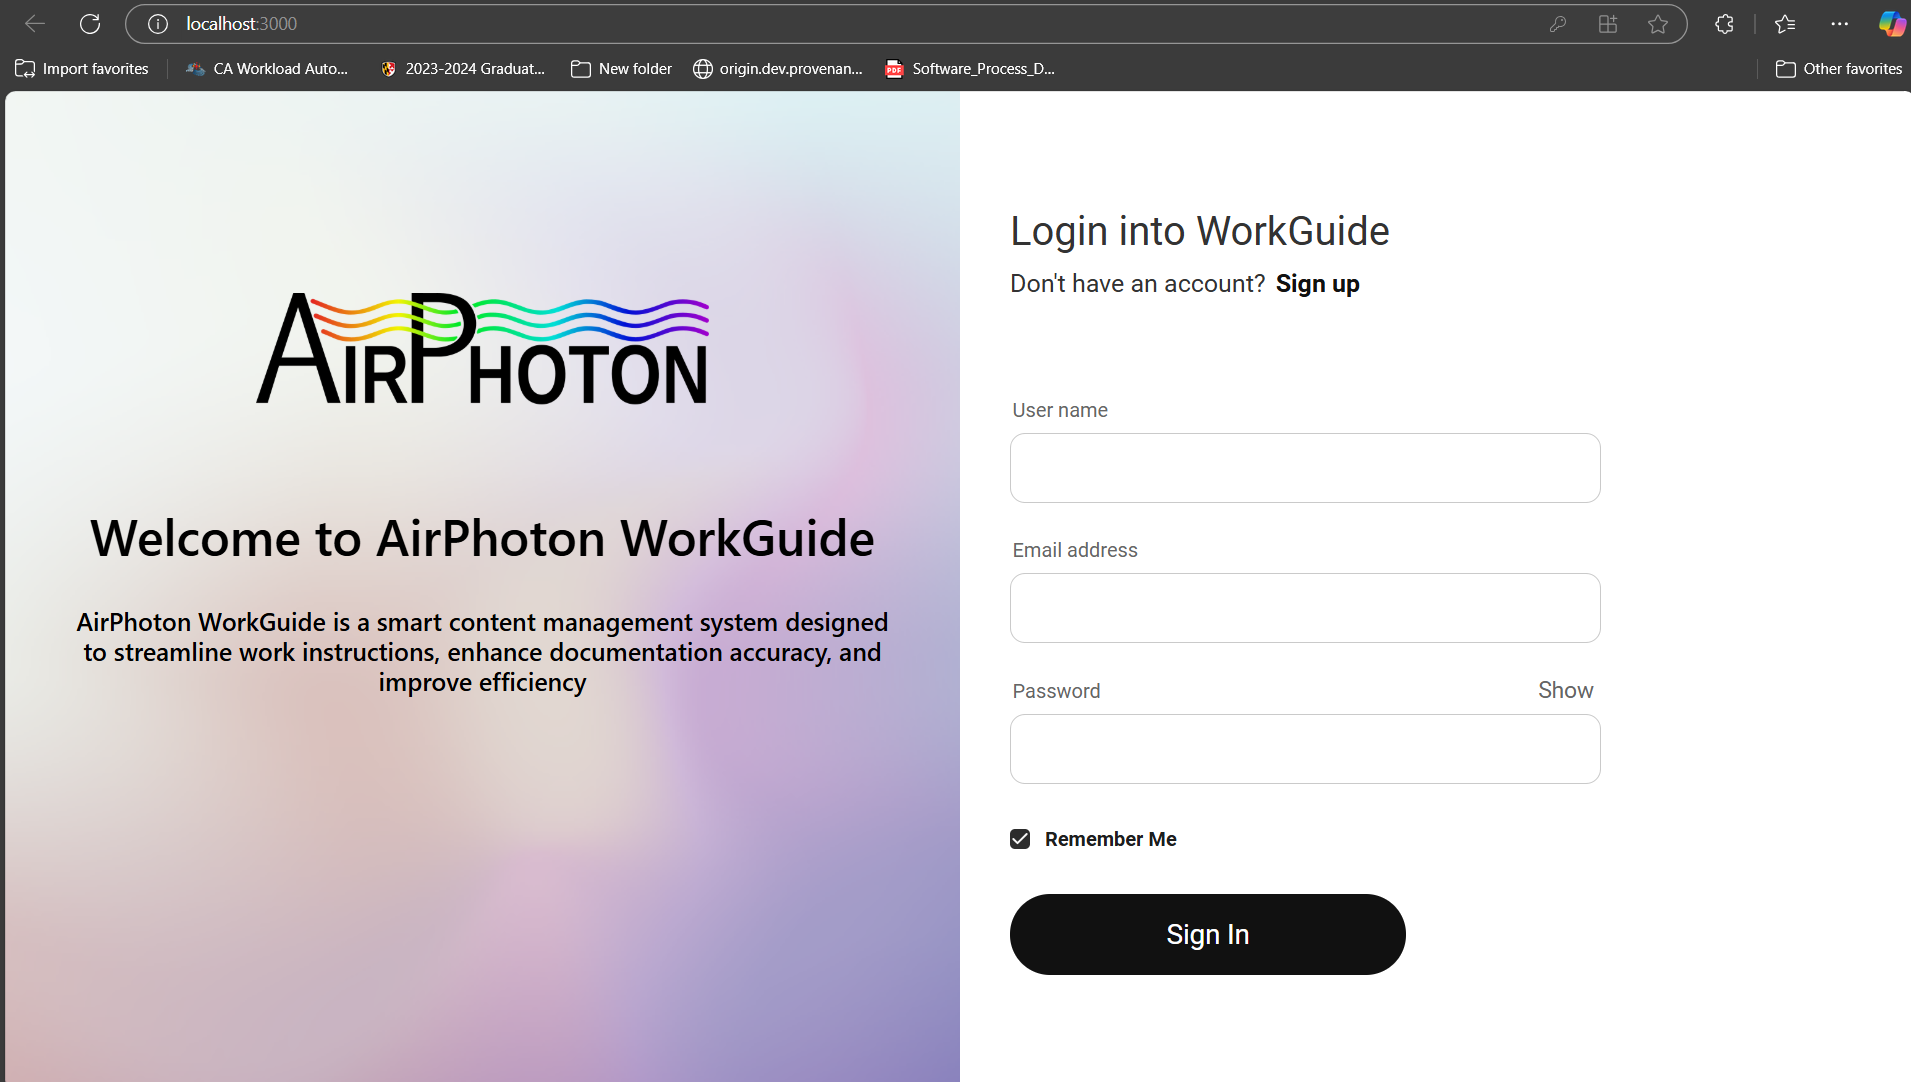 localhost:3000
Import favorites
CA Workload Auto...
2023-2024 Graduat...
New folder
origin.dev.provenan...
PDF
Software_Process_D...
Other favorites
AIRPHOTON
Welcome to AirPhoton WorkGuide
AirPhoton WorkGuide is a smart content management system designed
to streamline work instructions, enhance documentation accuracy, and
improve efficiency
Login into WorkGuide
Don't have an account? Sign up
User name
Email address
Password
Show
Remember Me
Sign In